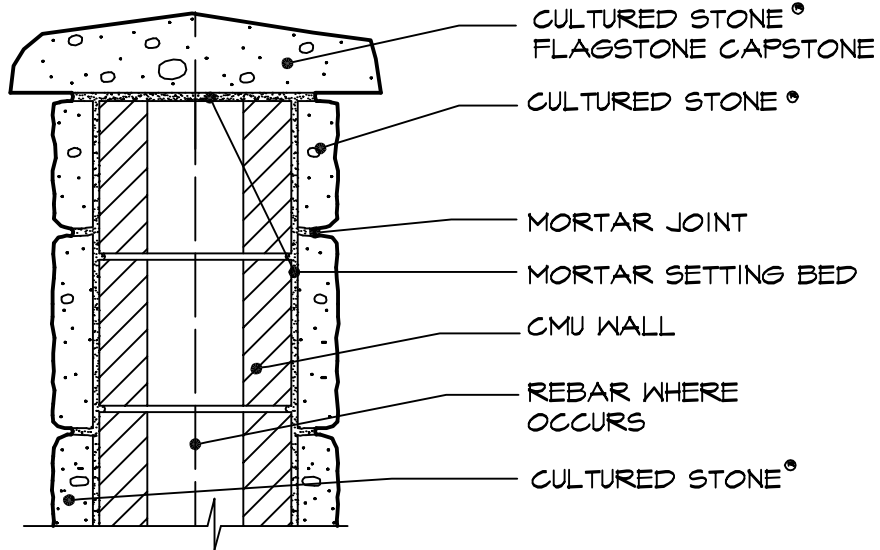 CULTURED STONE®
FLAGSTONE CAPSTONE
CULTURED STONE®
MORTAR JOINT
MORTAR SETTING BED
CMU WALL
REBAR WHERE
OCCURS
CULTURED STONE®